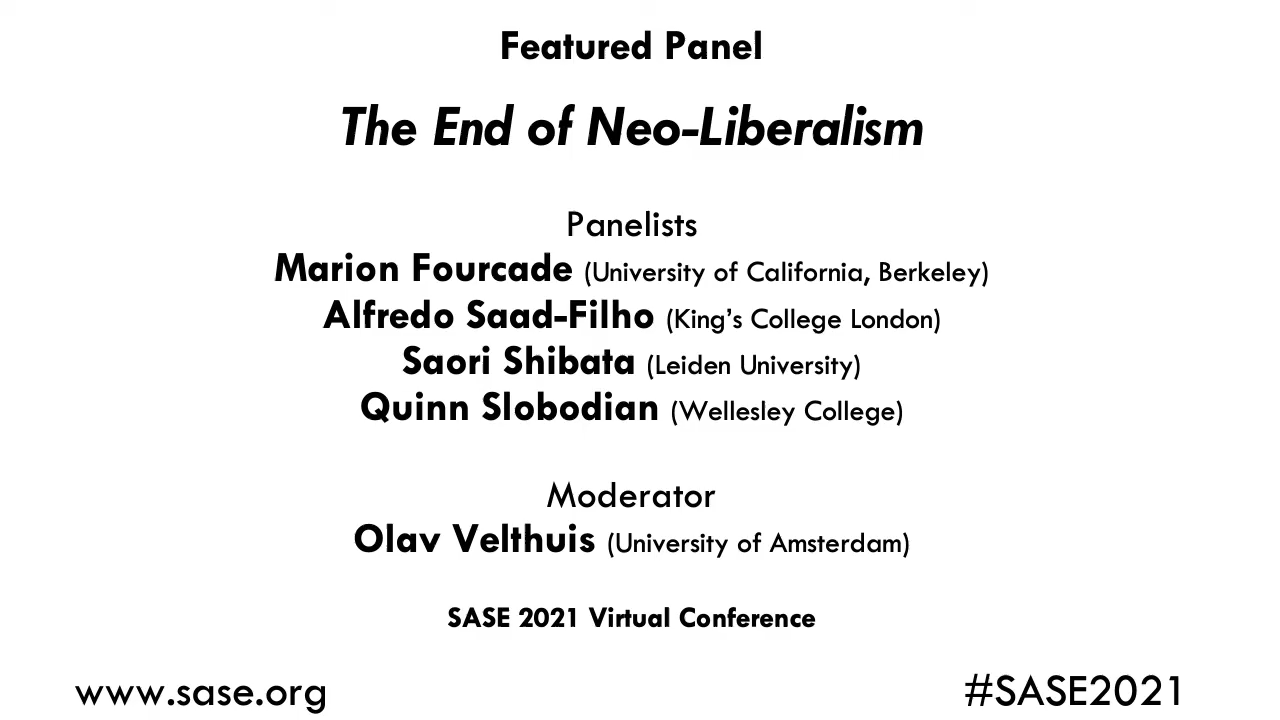 Featured Panel
The End of Neo-Liberalism
Panelists
Marion Fourcade (University of California, Berkeley)
Alfredo Saad-Filho (King’s College London)
Saori Shibata (Leiden University)
Quinn Slobodian (Wellesley College)
Moderator
Olav Velthuis (University of Amsterdam)
SASE 2021 Virtual Conference
www.sase.org
#SASE2021